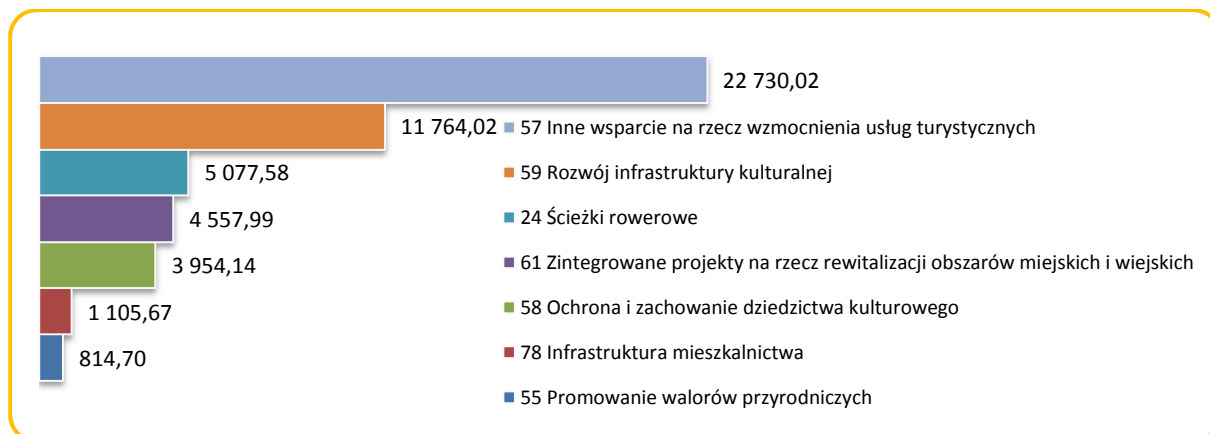 22 730,02
11 764,02
57 Inne wsparcie na rzecz wzmocnienia usług turystycznych
59 Rozwój infrastruktury kulturalnej
5 077,58
24 Ścieżki rowerowe
4 557,99
61 Zintegrowane projekty na rzecz rewitalizacji obszarów miejskich i wiejskich
3 954,14
58 Ochrona i zachowanie dziedzictwa kulturowego
1 105,67
78 Infrastruktura mieszkalnictwa
814,70
55 Promowanie walorów przyrodniczych